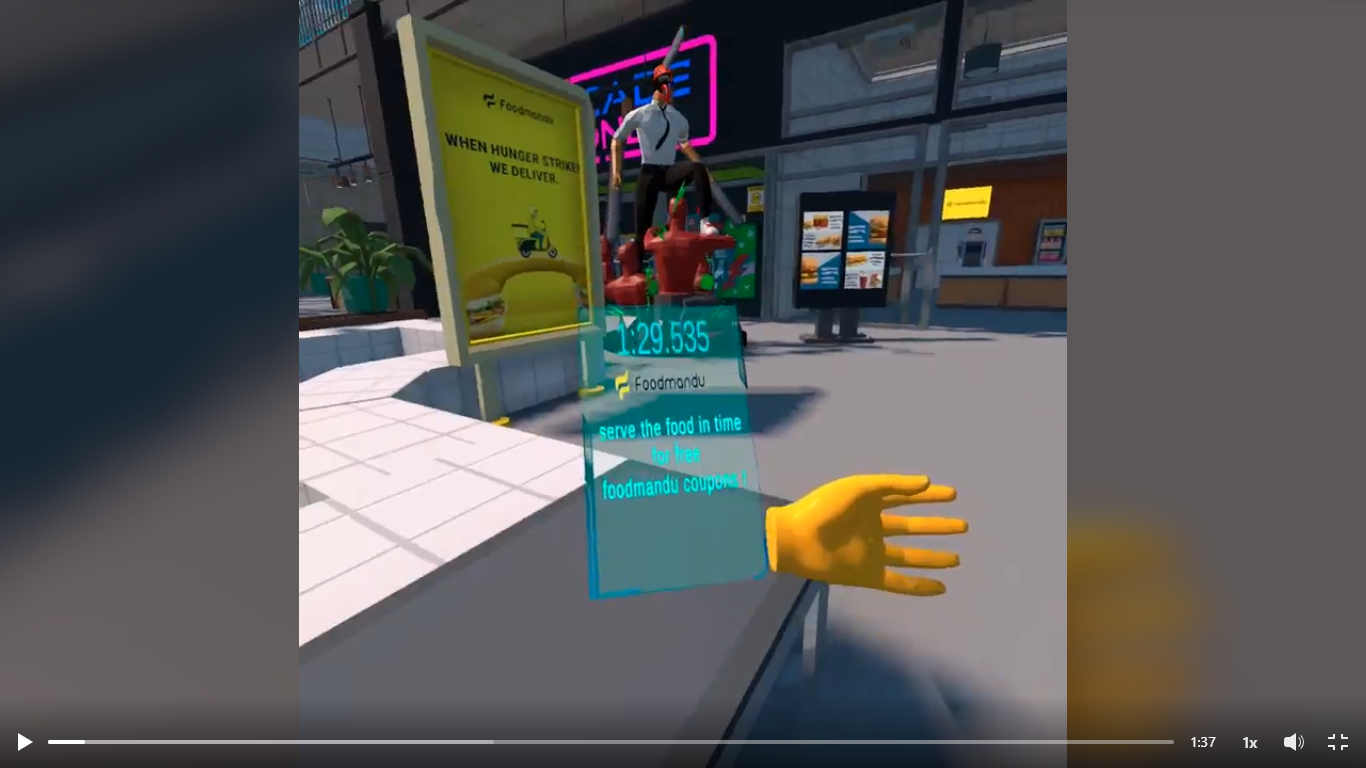 Foodmandu
WHEN HUNGER STRIKES
WE DELIVER.
1:29.535
Foodmandu
serve the food in time
for free
foodmandu coupons !
Foodmandu
1:37
1x